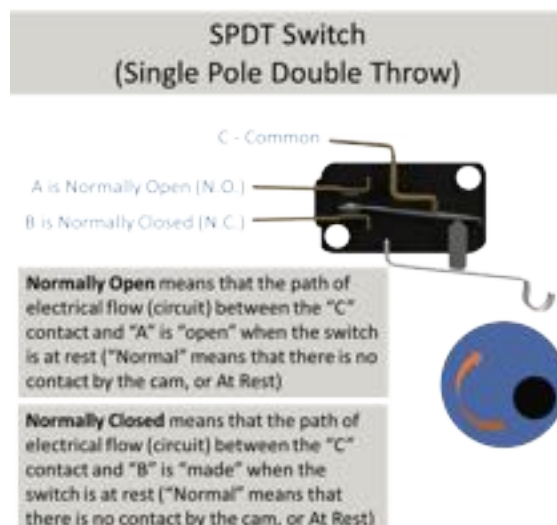 SPDT Switch
(Single Pole Double Throw)
C - Common
A is Normally Open (N.O.)
B is Normally Closed (N.C.)
Normally Open means that the path of
electrical flow (circuit) between the "C"
contact and "A" is "open" when the switch
is at rest ("Normal" means that there is no
contact by the cam, or At Rest)
Normally Closed means that the path of
electrical flow (circuit) between the "C"
contact and "B" is "made" when the
switch is at rest ("Normal" means that
there is no contact by the cam, or At Rest)